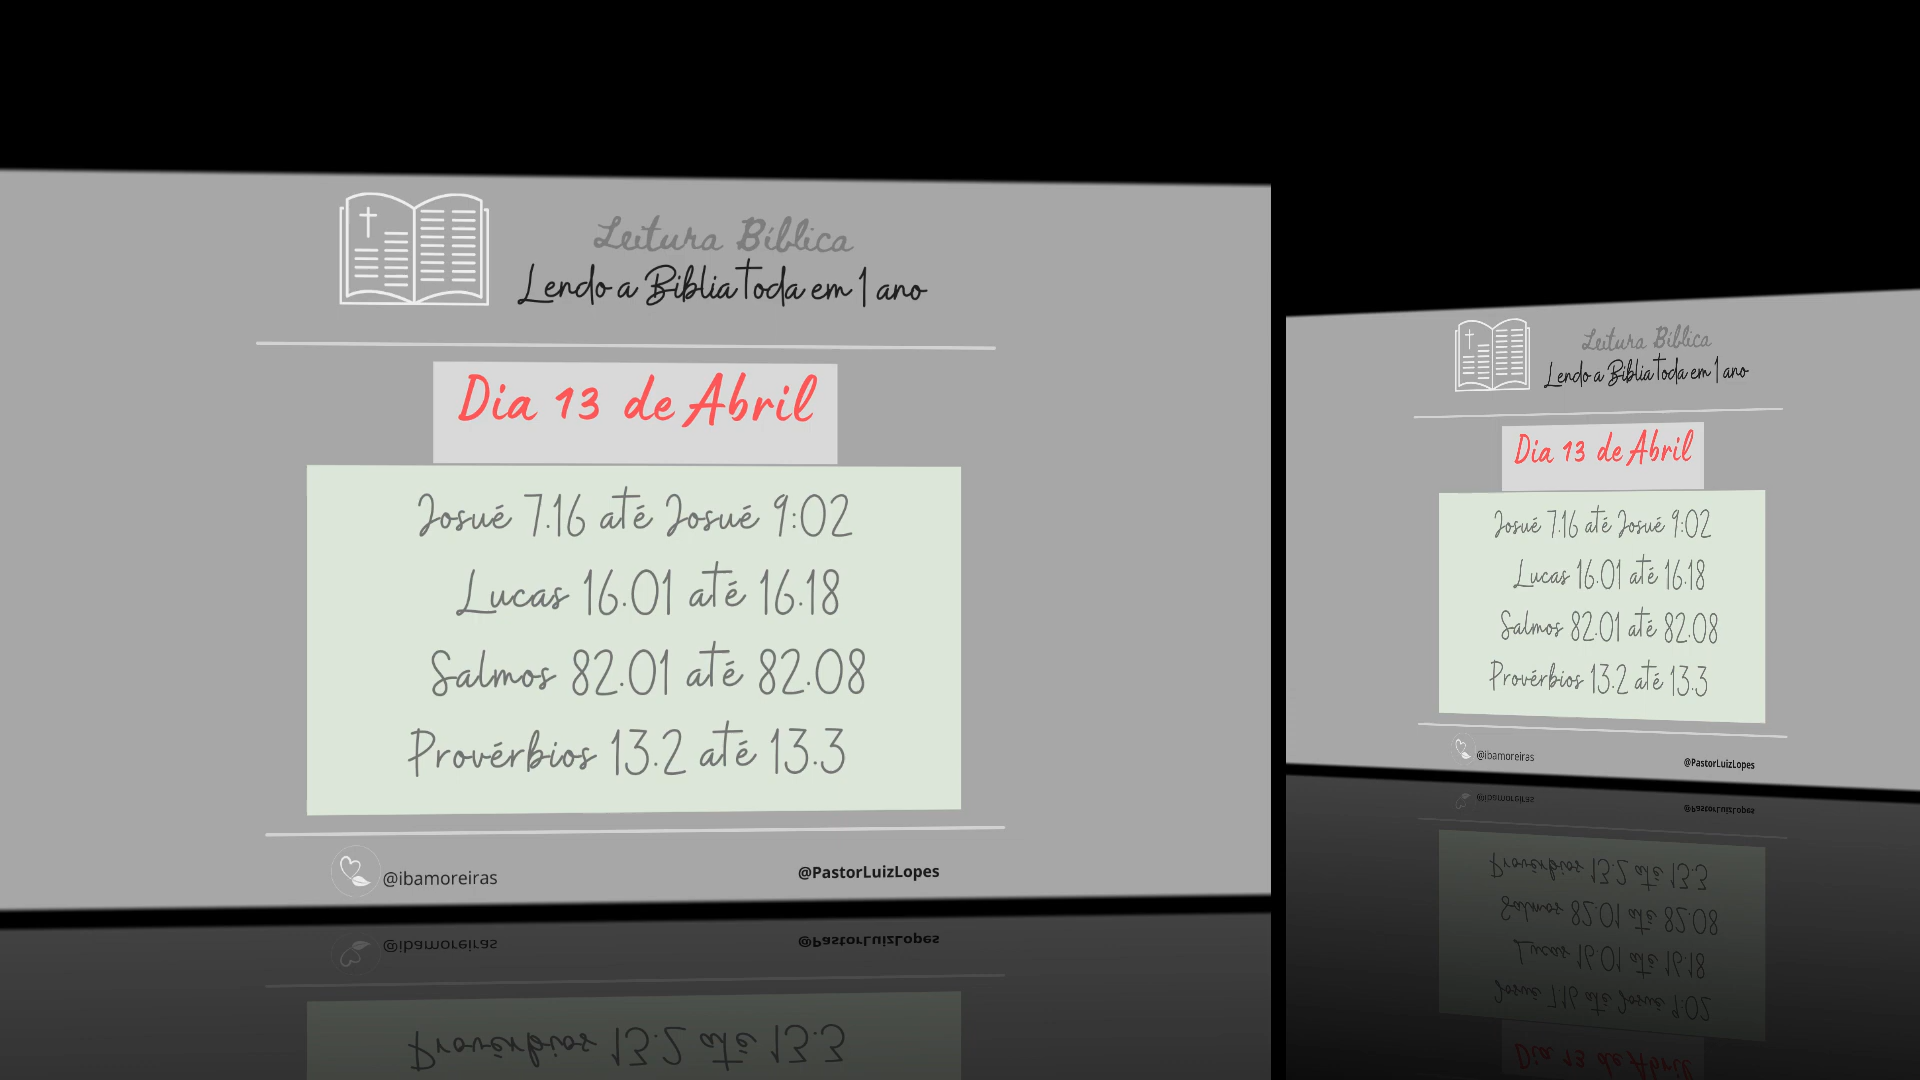 Leitura Bíblica
Lendo a Bíblia Toda em 1 ano
Dia 13 de Abril
Josué 7.16 até Josué 9:02
Lucas 16.01 até 16.18
Salmos 82.01 até 82.08
Provérbios 13.2 até 13.3
@ibamoreiras
@PastorLuizLopes
Leitura Bíblica
Lendo a Bíblia Toda em 1 ano
Dia 13 de Abril
Josué 7.16 até Josué 9:02
Lucas 16.01 até 16.18
Salmos 82.01 até 82.08
Provérbios 13.2 até 13.3
@ibamoreiras
@PastorLuizLopes